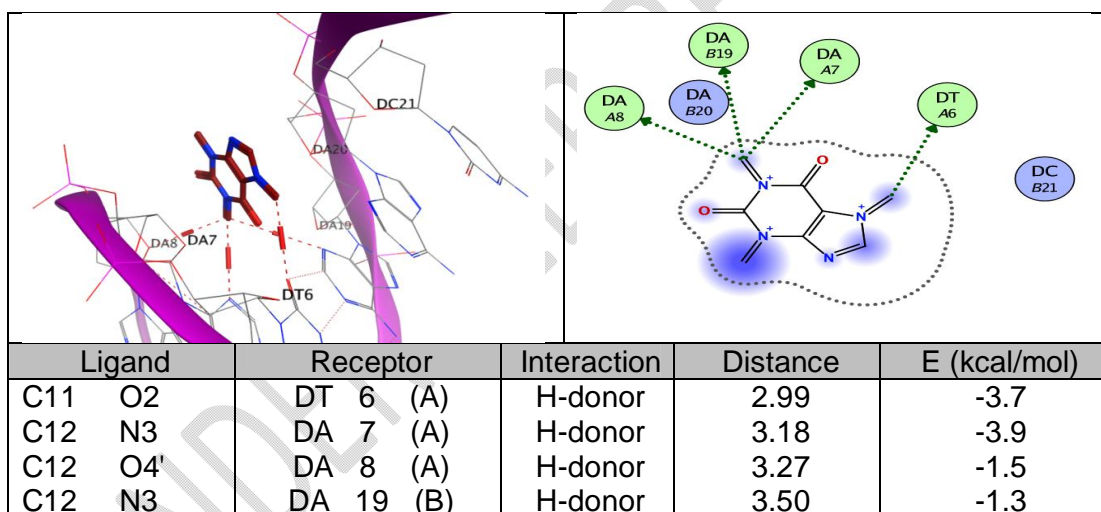 DC21
DA20
DA19
DA8 DA7
DT6
DA
B19
DA
A7
DA
B20
DA
A8
DT
A6
DC
B21
O
N+
O
N+
N+
N
Ligand Receptor Interaction Distance E (kcal/mol)
C11 O2 DT 6 (A) H-donor 2.99 -3.7
C12 N3 DA 7 (A) H-donor 3.18 -3.9
C12 O4' DA 8 (A) H-donor 3.27 -1.5
C12 N3 DA 19 (B) H-donor 3.50 -1.3